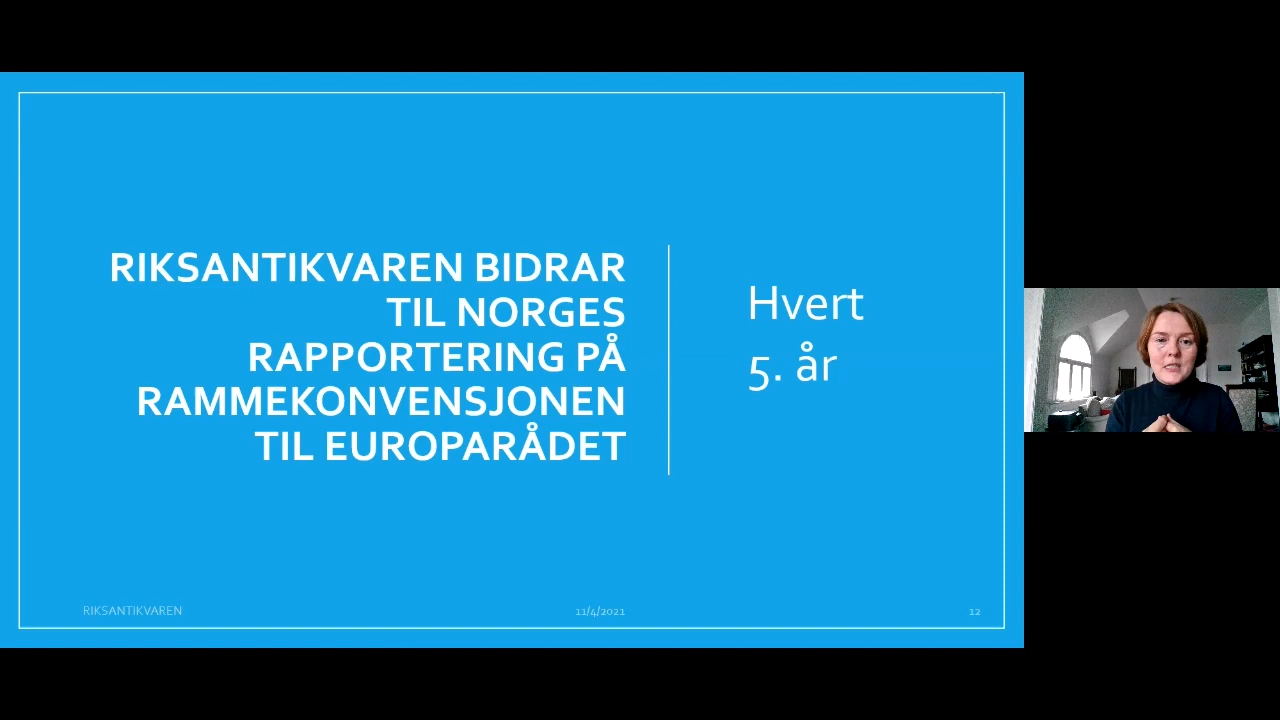 RIKSANTIKVAREN BIDRAR
TIL NORGES
RAPPORTERING PÅ
RAMMEKONVENSJONEN
TIL EUROPARÅDET
Hvert
5. år
RIKSANTIKVAREN
11/4/2021
12